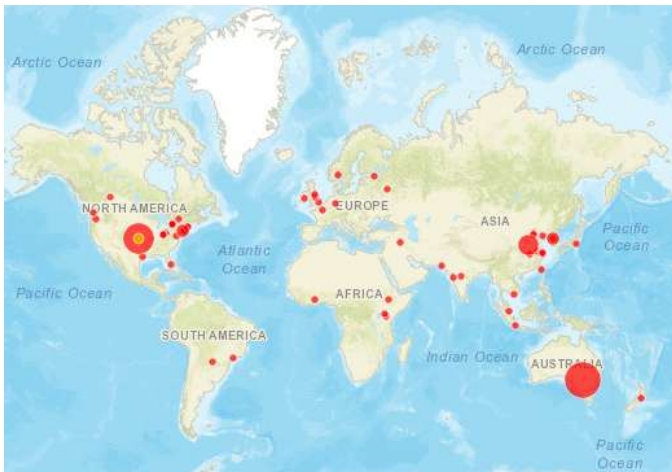 Arctic Ocean
Arctic Ocean
NORTH AMERICA
EUROPE
ASIA
Atlantic
Ocean
Pacific
Ocean
Pacific Ocean
AFRICA
SOUTH AMERICA
Indian Ocean
AUSTRALIA
Pacific
Ocean